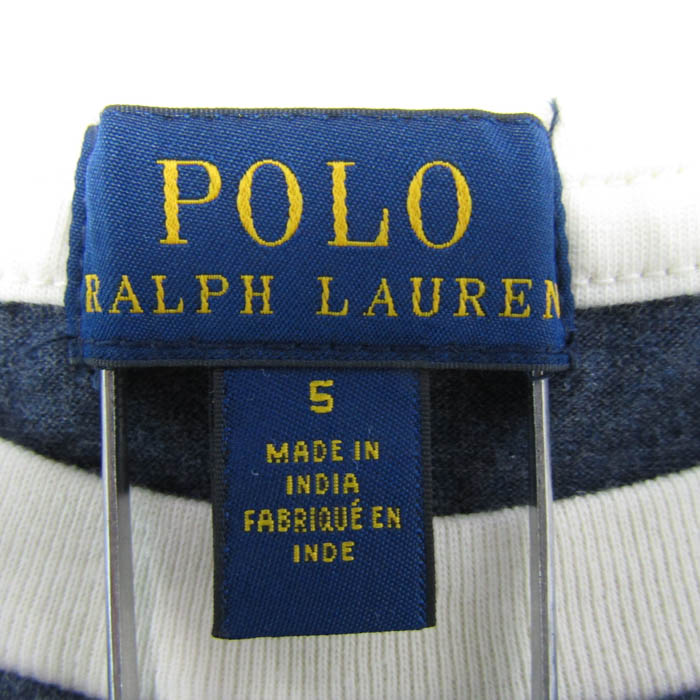 POLO
RALPH LAUREN
5
MADE IN
INDIA
FABRIQUÉ EN
INDE